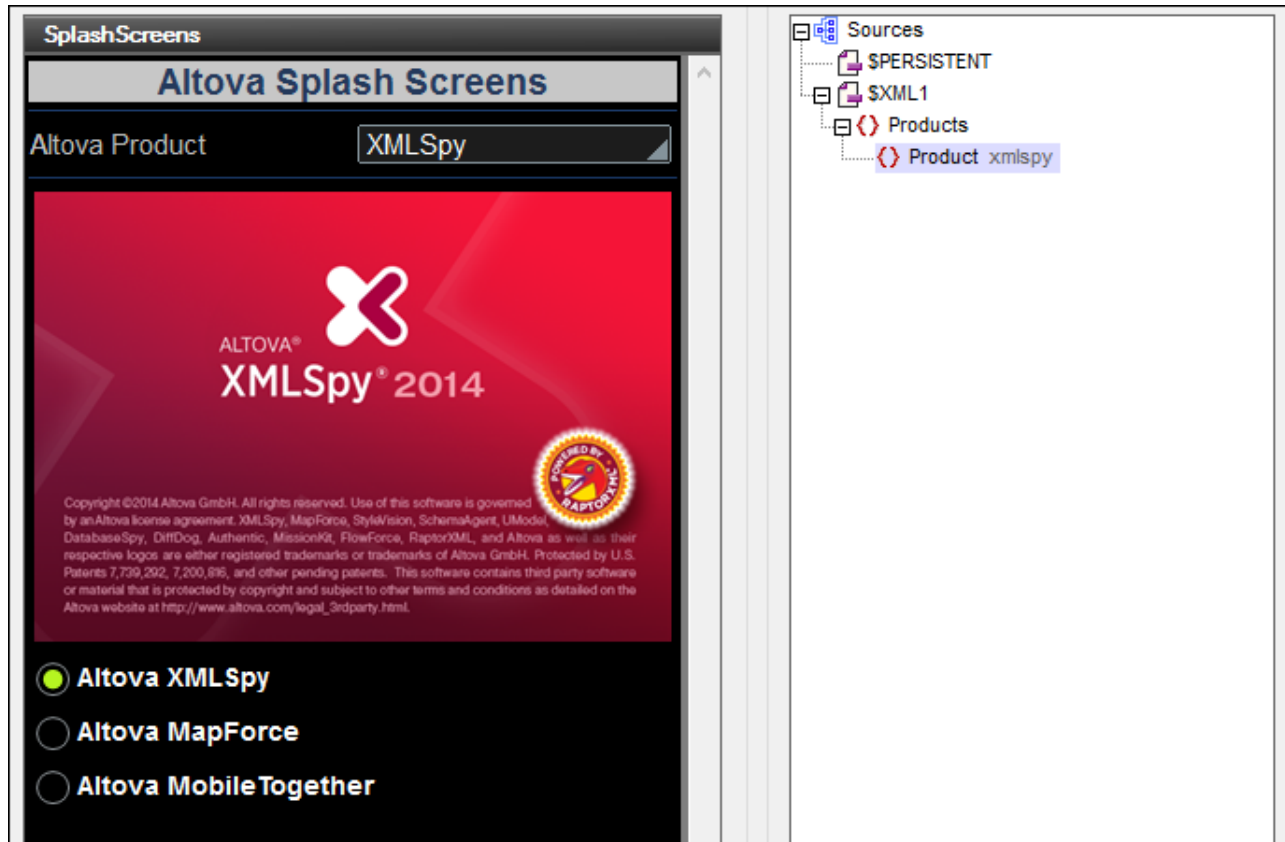 SplashScreens
Altova Splash Screens
Altova Product
XMLSpy
ALTOVA®
XMLSpy® 2014
POWERED BY
RAPTORXML
Copyright ©2014 Altova GmbH. All rights reserved. Use of this software is governed
by an Altova license agreement. XMLSpy, MapForce, StyleVision, SchemaAgent, UModel,
DatabaseSpy, DiffDog, Authentic, MissionKit, FlowForce, RaptorXML, and Altova as well as their
respective logos are either registered trademarks or trademarks of Altova GmbH. Protected by U.S.
Patents 7,739,292, 7,200,816, and other pending patents. This software contains third party software
or material that is protected by copyright and subject to other terms and conditions as detailed on the
Altova website at http://www.altova.com/legal_3rdparty.html.
Altova XMLSpy
Altova MapForce
Altova MobileTogether
Sources
$PERSISTENT
$XML1
Products
Product xmlspy